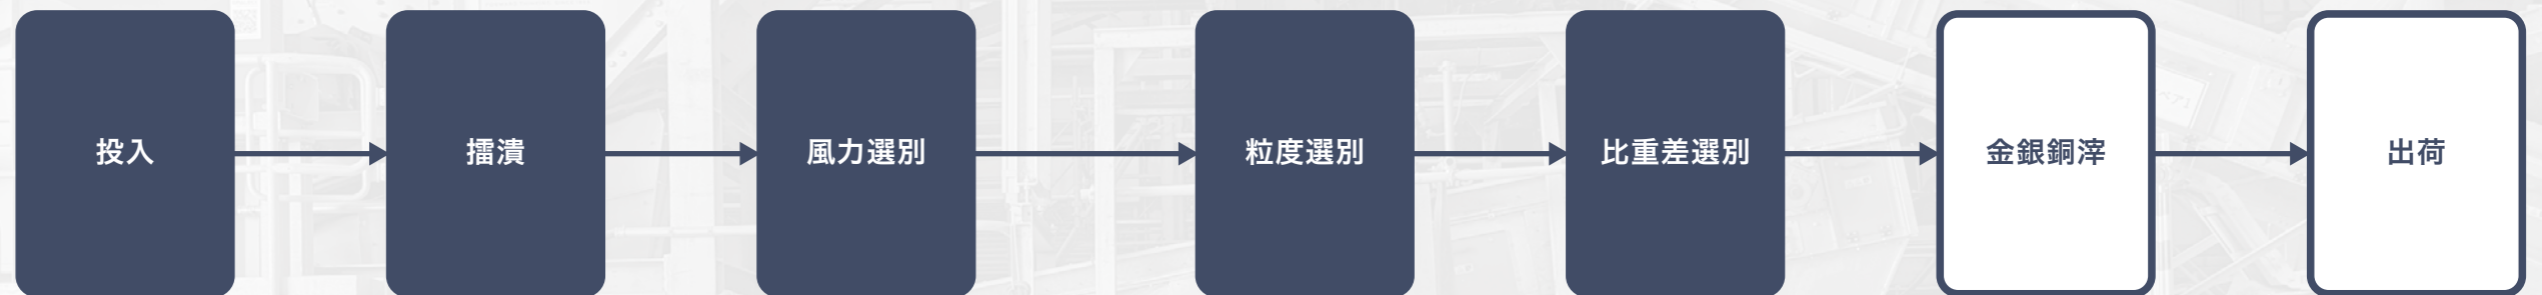 投入
擂潰
風力選別
粒度選別
比重差選別
金銀銅滓
出荷